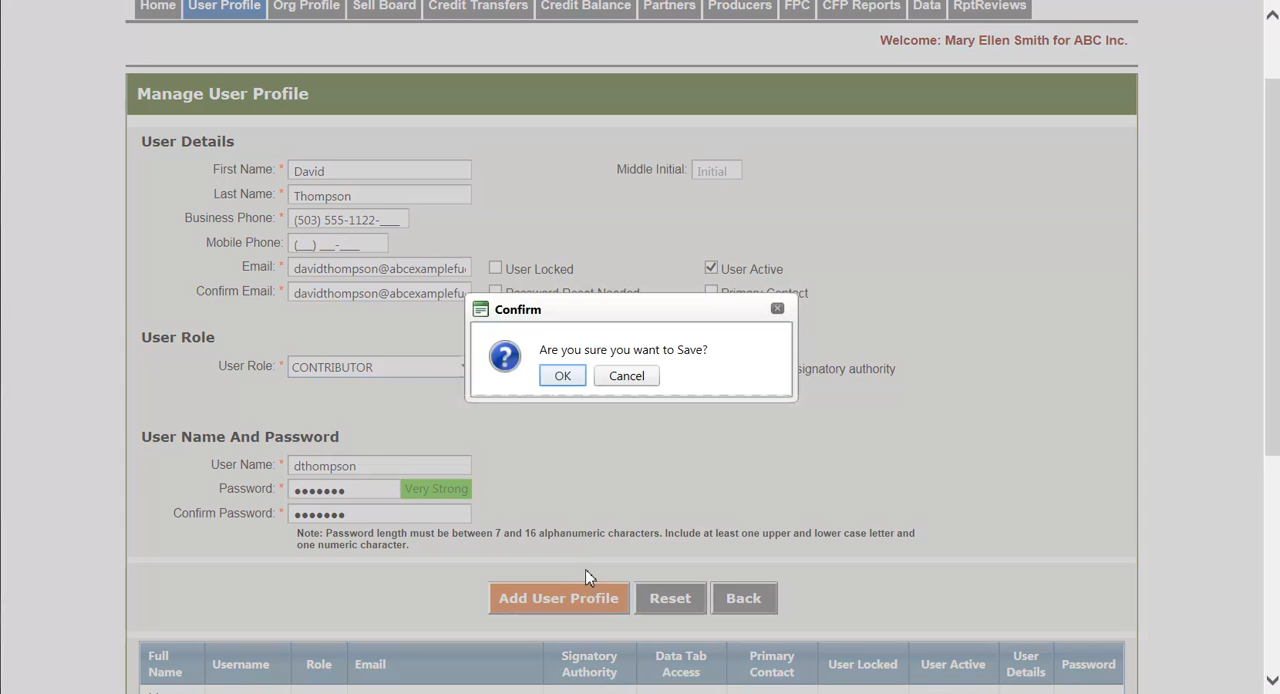 Home User Profile Org Profile Sell Board Credit Transfers Credit Balance Partners Producers FPC CFP Reports Data RptReviews
Welcome: Mary Ellen Smith for ABC Inc.
Manage User Profile
User Details
First Name: * David Middle Initial: Initial
Last Name: * Thompson
Business Phone: * (503) 555-1122-___
Mobile Phone: (__) __-___
Email: * davidthompson@abcexamplefu User Locked User Active
Confirm Email: * davidthompson@abcexamplefu Password Reset Needed Primary Contact
Confirm
Are you sure you want to Save?
OK Cancel
User Role
User Role: * CONTRIBUTOR signatory authority
User Name And Password
User Name: * dthompson
Password: * ●●●●●●● Very Strong
Confirm Password: * ●●●●●●●
Note: Password length must be between 7 and 16 alphanumeric characters. Include at least one upper and lower case letter and
one numeric character.
Add User Profile Reset Back
Full Name Username Role Email Signatory Authority Data Tab Access Primary Contact User Locked User Active User Details Password